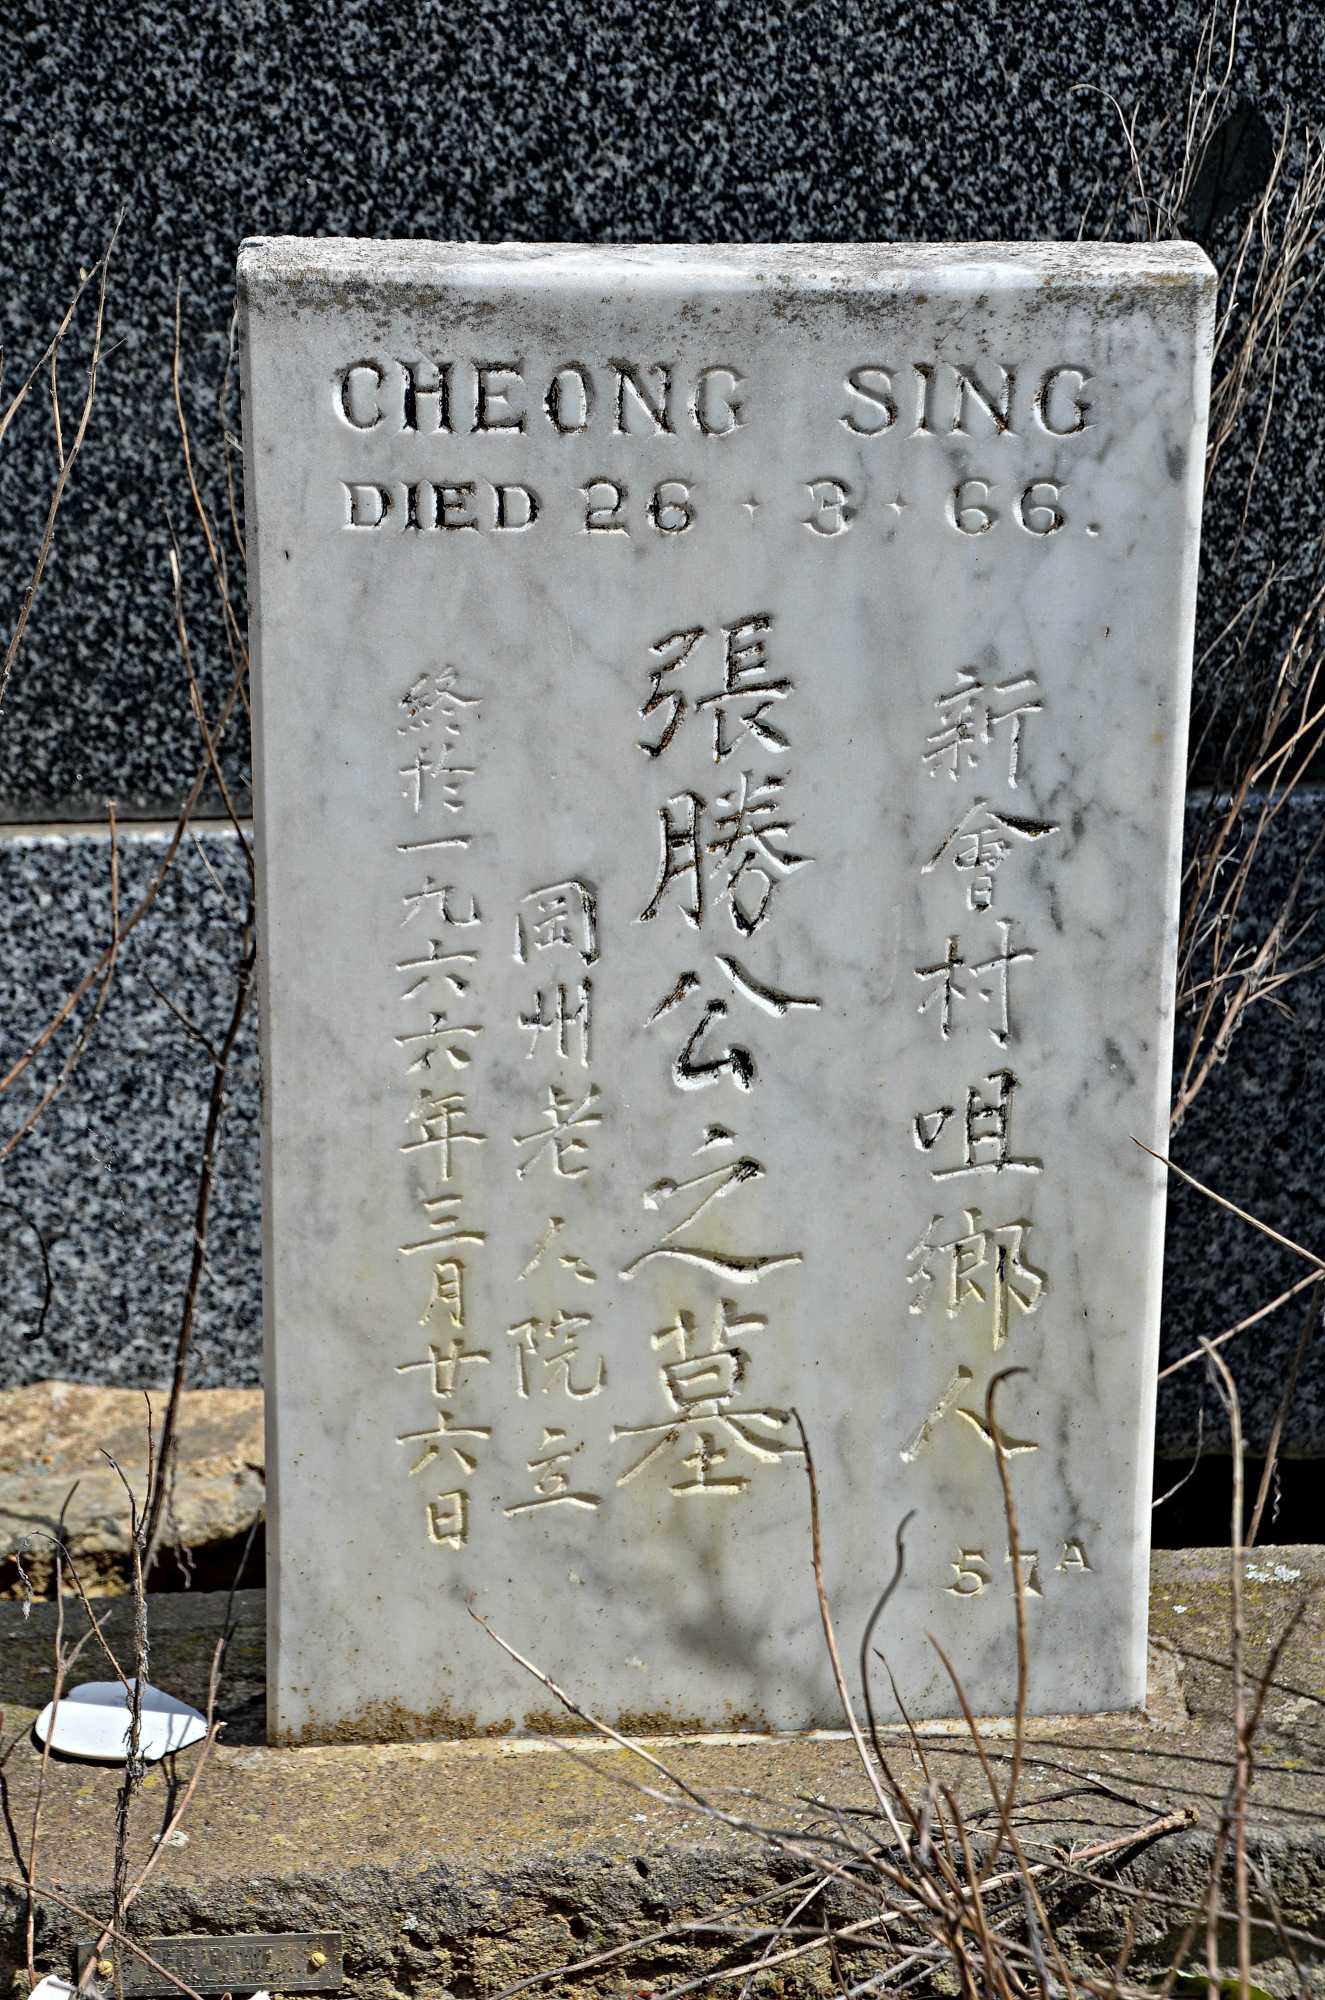 CHEONG SING
DIED 26 · 3 · 66.
新會村咀鄉人
張勝公之墓
岡州老人院立
終於一九六六年三月廿六日
57A